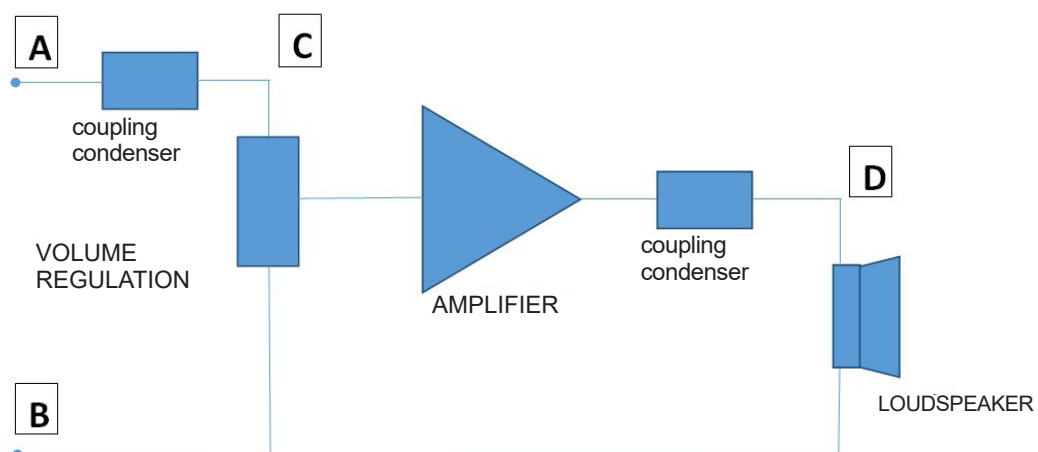 A
C
coupling
condenser
D
VOLUME
REGULATION
coupling
condenser
AMPLIFIER
B
LOUDSPEAKER